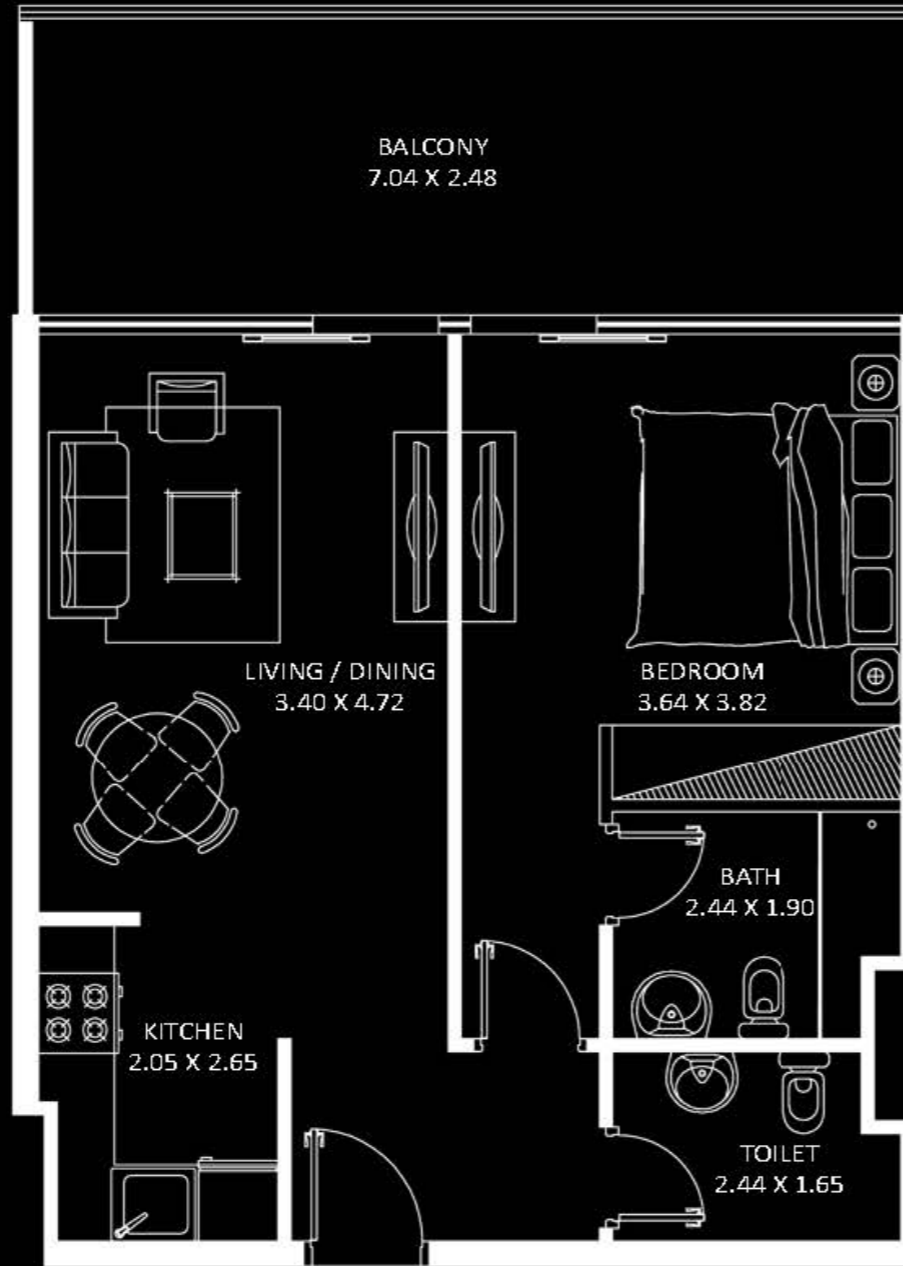 BALCONY
7.04 X 2.48
LIVING / DINING
3.40 X 4.72
BEDROOM
3.64 X 3.82
BATH
2.44 X 1.90
KITCHEN
2.05 X 2.65
TOILET
2.44 X 1.65